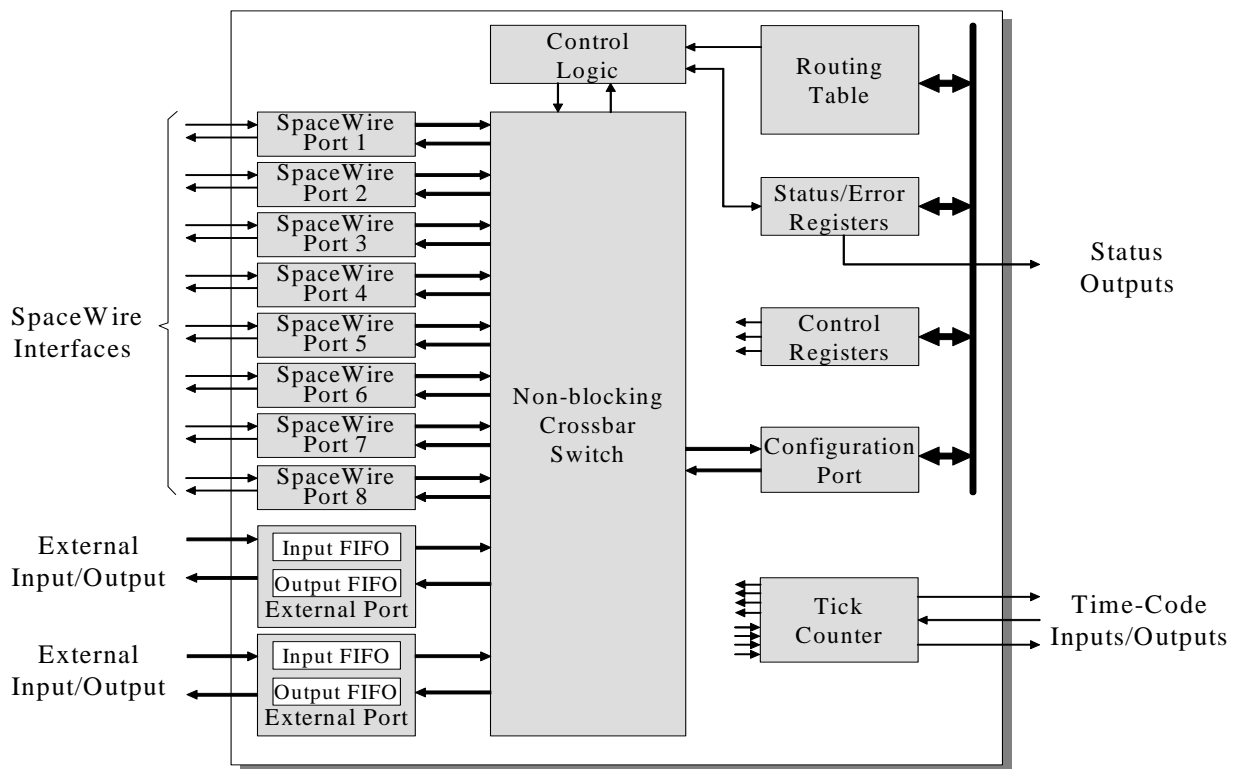 Control
Logic
Routing
Table
SpaceWire
Port 1
SpaceWire
Port 2
SpaceWire
Port 3
SpaceWire
Port 4
SpaceWire
Port 5
SpaceWire
Port 6
SpaceWire
Port 7
SpaceWire
Port 8
SpaceWire
Interfaces
Status/Error
Registers
Status
Outputs
Control
Registers
Non-blocking
Crossbar
Switch
Configuration
Port
External
Input/Output
Input FIFO
Output FIFO
External Port
External
Input/Output
Input FIFO
Output FIFO
External Port
Tick
Counter
Time-Code
Inputs/Outputs